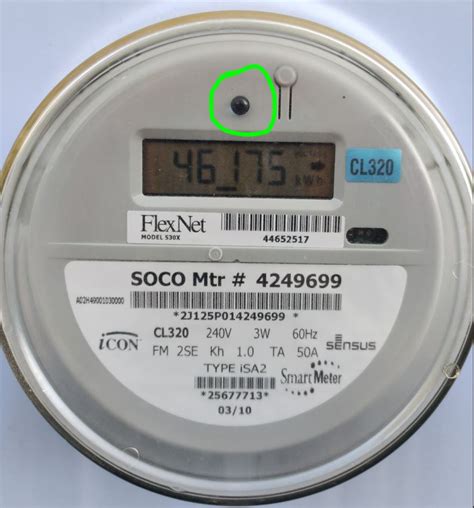 46175
kWh
CL320
FlexNet
MODEL 530X
44652517
SOCO Mtr # 4249699
A02H49001030000
*2J125P014249699 *
iCON
CL320 240V 3W 60Hz
FM 2SE Kh 1.0 TA 50A
sensus
TYPE iSA2
SmartMeter
*25677713*
03/10